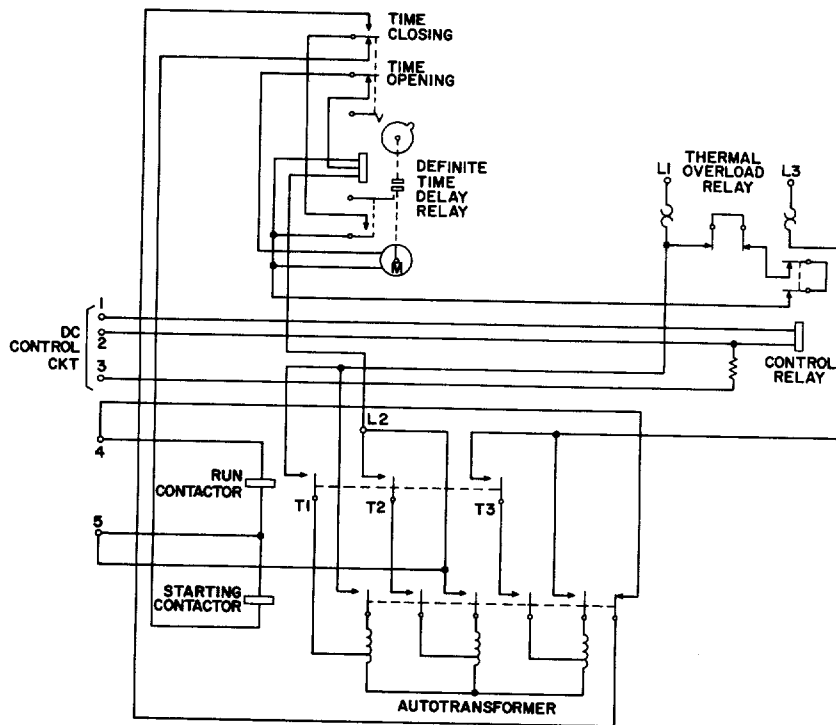 TIME
CLOSING
TIME
OPENING
DEFINITE
TIME
DELAY
RELAY
M
L1
THERMAL
OVERLOAD
RELAY
L3
1
DC
CONTROL
CKT
2
3
CONTROL
RELAY
4
L2
RUN
CONTACTOR
T1
T2
T3
5
STARTING
CONTACTOR
AUTOTRANSFORMER